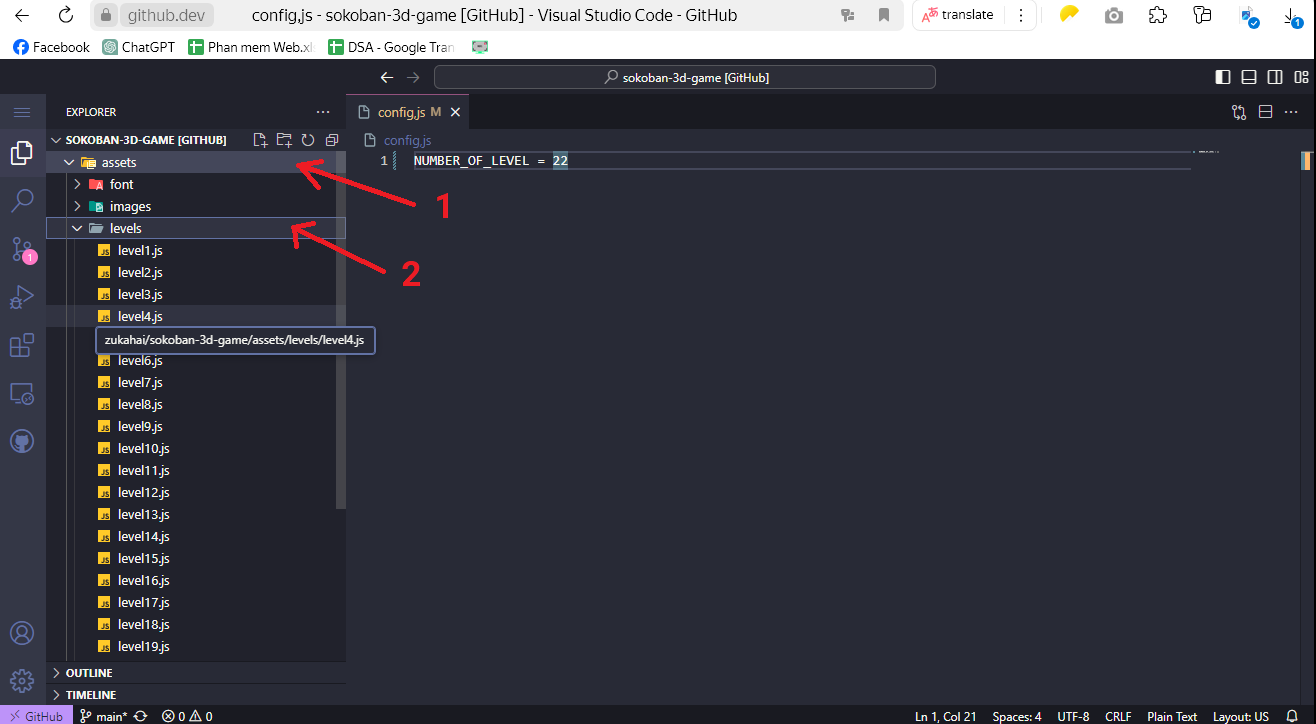 github.dev
config.js - sokoban-3d-game [GitHub] - Visual Studio Code - GitHub
translate
1
Facebook
ChatGPT
Phan mem Web.xl
DSA - Google Tran
sokoban-3d-game [GitHub]
EXPLORER
config.js M
SOKOBAN-3D-GAME [GITHUB]
config.js
assets
1 NUMBER_OF_LEVEL = 22
font
1
images
levels
level1.js
1
2
level2.js
level3.js
level4.js
zukahai/sokoban-3d-game/assets/levels/level4.js
level6.js
level7.js
level8.js
level9.js
level10.js
level11.js
level12.js
level13.js
level14.js
level15.js
level16.js
level17.js
level18.js
level19.js
OUTLINE
TIMELINE
GitHub main* 0 0 Ln 1, Col 21 Spaces: 4 UTF-8 CRLF Plain Text Layout: US